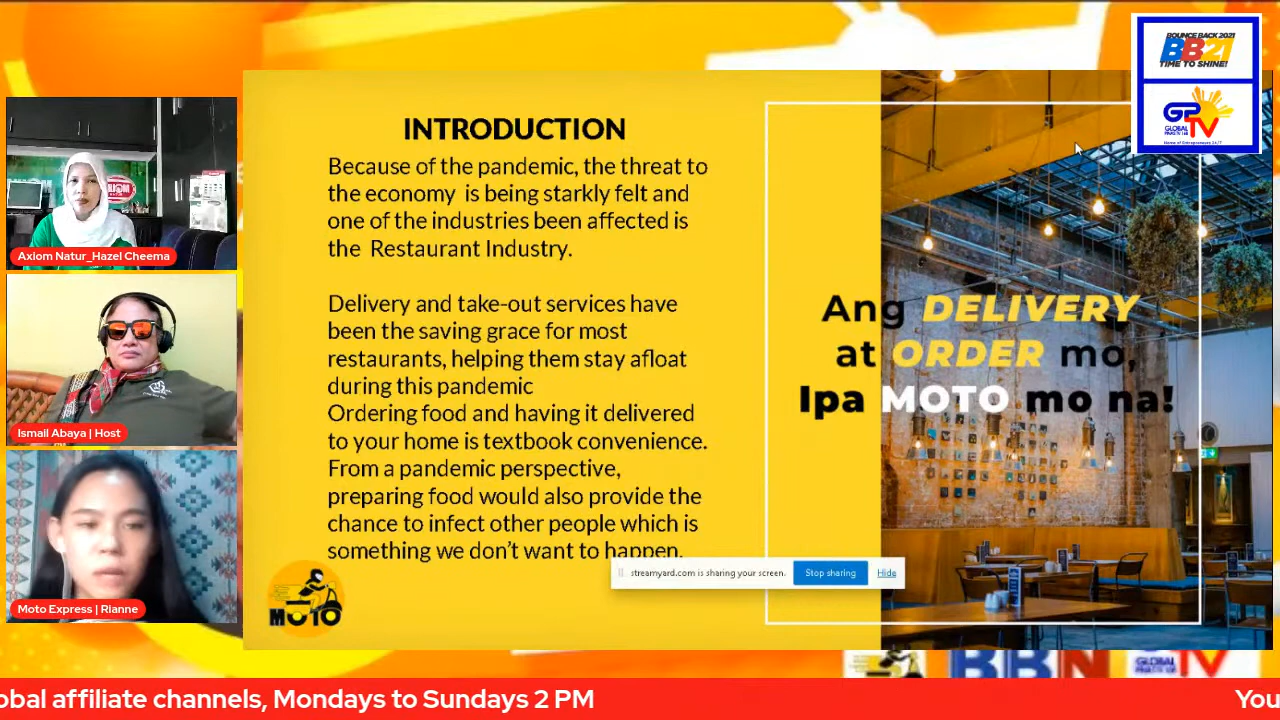 BOUNCE BACK 2021
BB21
TIME TO SHINE!
GPTV
INTRODUCTION
Because of the pandemic, the threat to
the economy is being starkly felt and
one of the industries been affected is
the Restaurant Industry.
Delivery and take-out services have
been the saving grace for most
restaurants, helping them stay afloat
during this pandemic
Ordering food and having it delivered
to your home is textbook convenience.
From a pandemic perspective,
preparing food would also provide the
chance to infect other people which is
something we don't want to happen.
Ang DELIVERY
at ORDER mo,
Ipa MOTO mo na!
Axiom Natur_Hazel Cheema
Ismail Abaya | Host
Moto Express | Rianne
MOTO
streamyard.com is sharing your screen.
Stop sharing
Hide
BBN
obal affiliate channels, Mondays to Sundays 2 PM
You